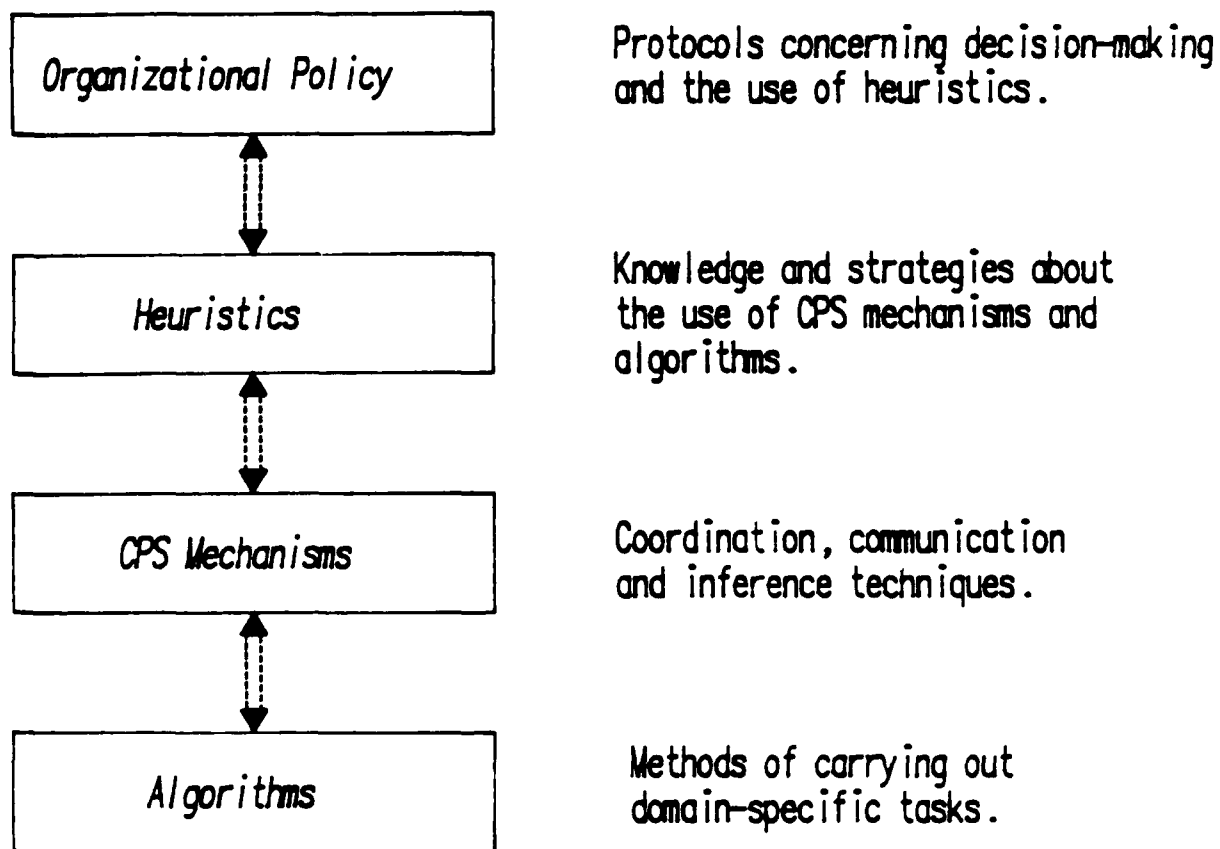 Organizational Policy
Protocols concerning decision-making
and the use of heuristics.
Heuristics
Knowledge and strategies about
the use of CPS mechanisms and
algorithms.
CPS Mechanisms
Coordination, communication
and inference techniques.
Algorithms
Methods of carrying out
domain-specific tasks.